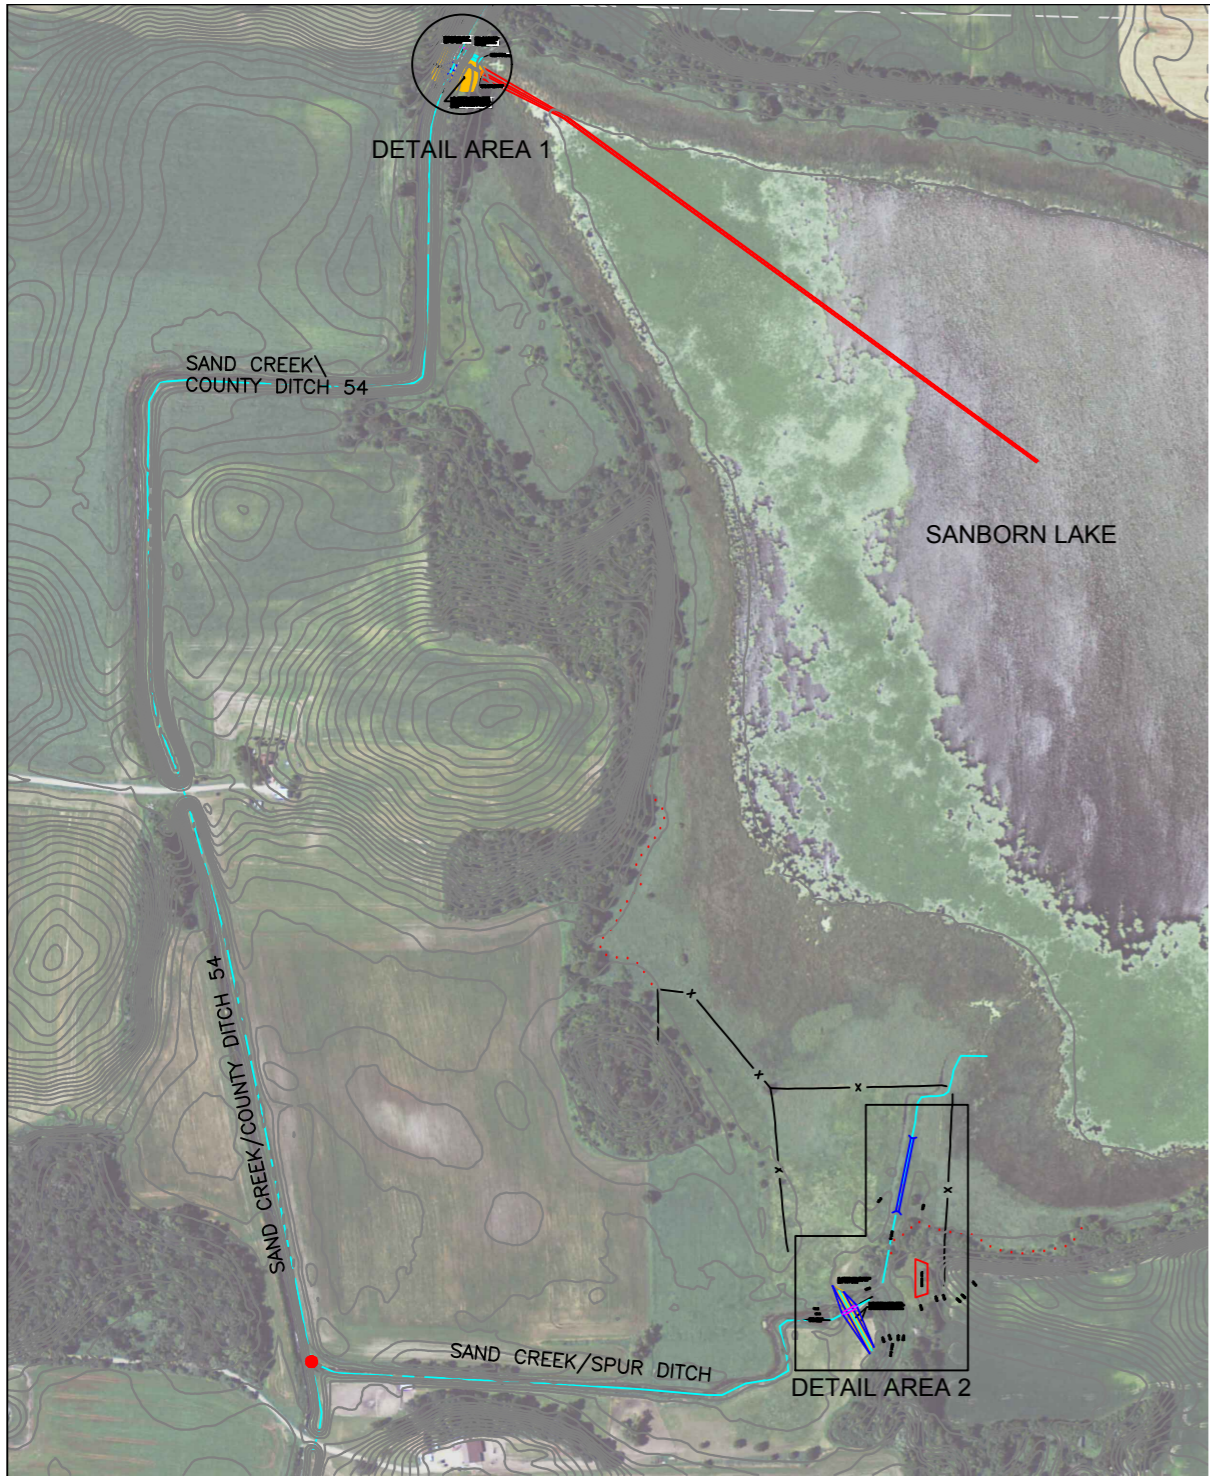 DETAIL AREA 1
SAND CREEK\
COUNTY DITCH 54
SANBORN LAKE
SAND CREEK/COUNTY DITCH 54
SAND CREEK/SPUR DITCH
DETAIL AREA 2